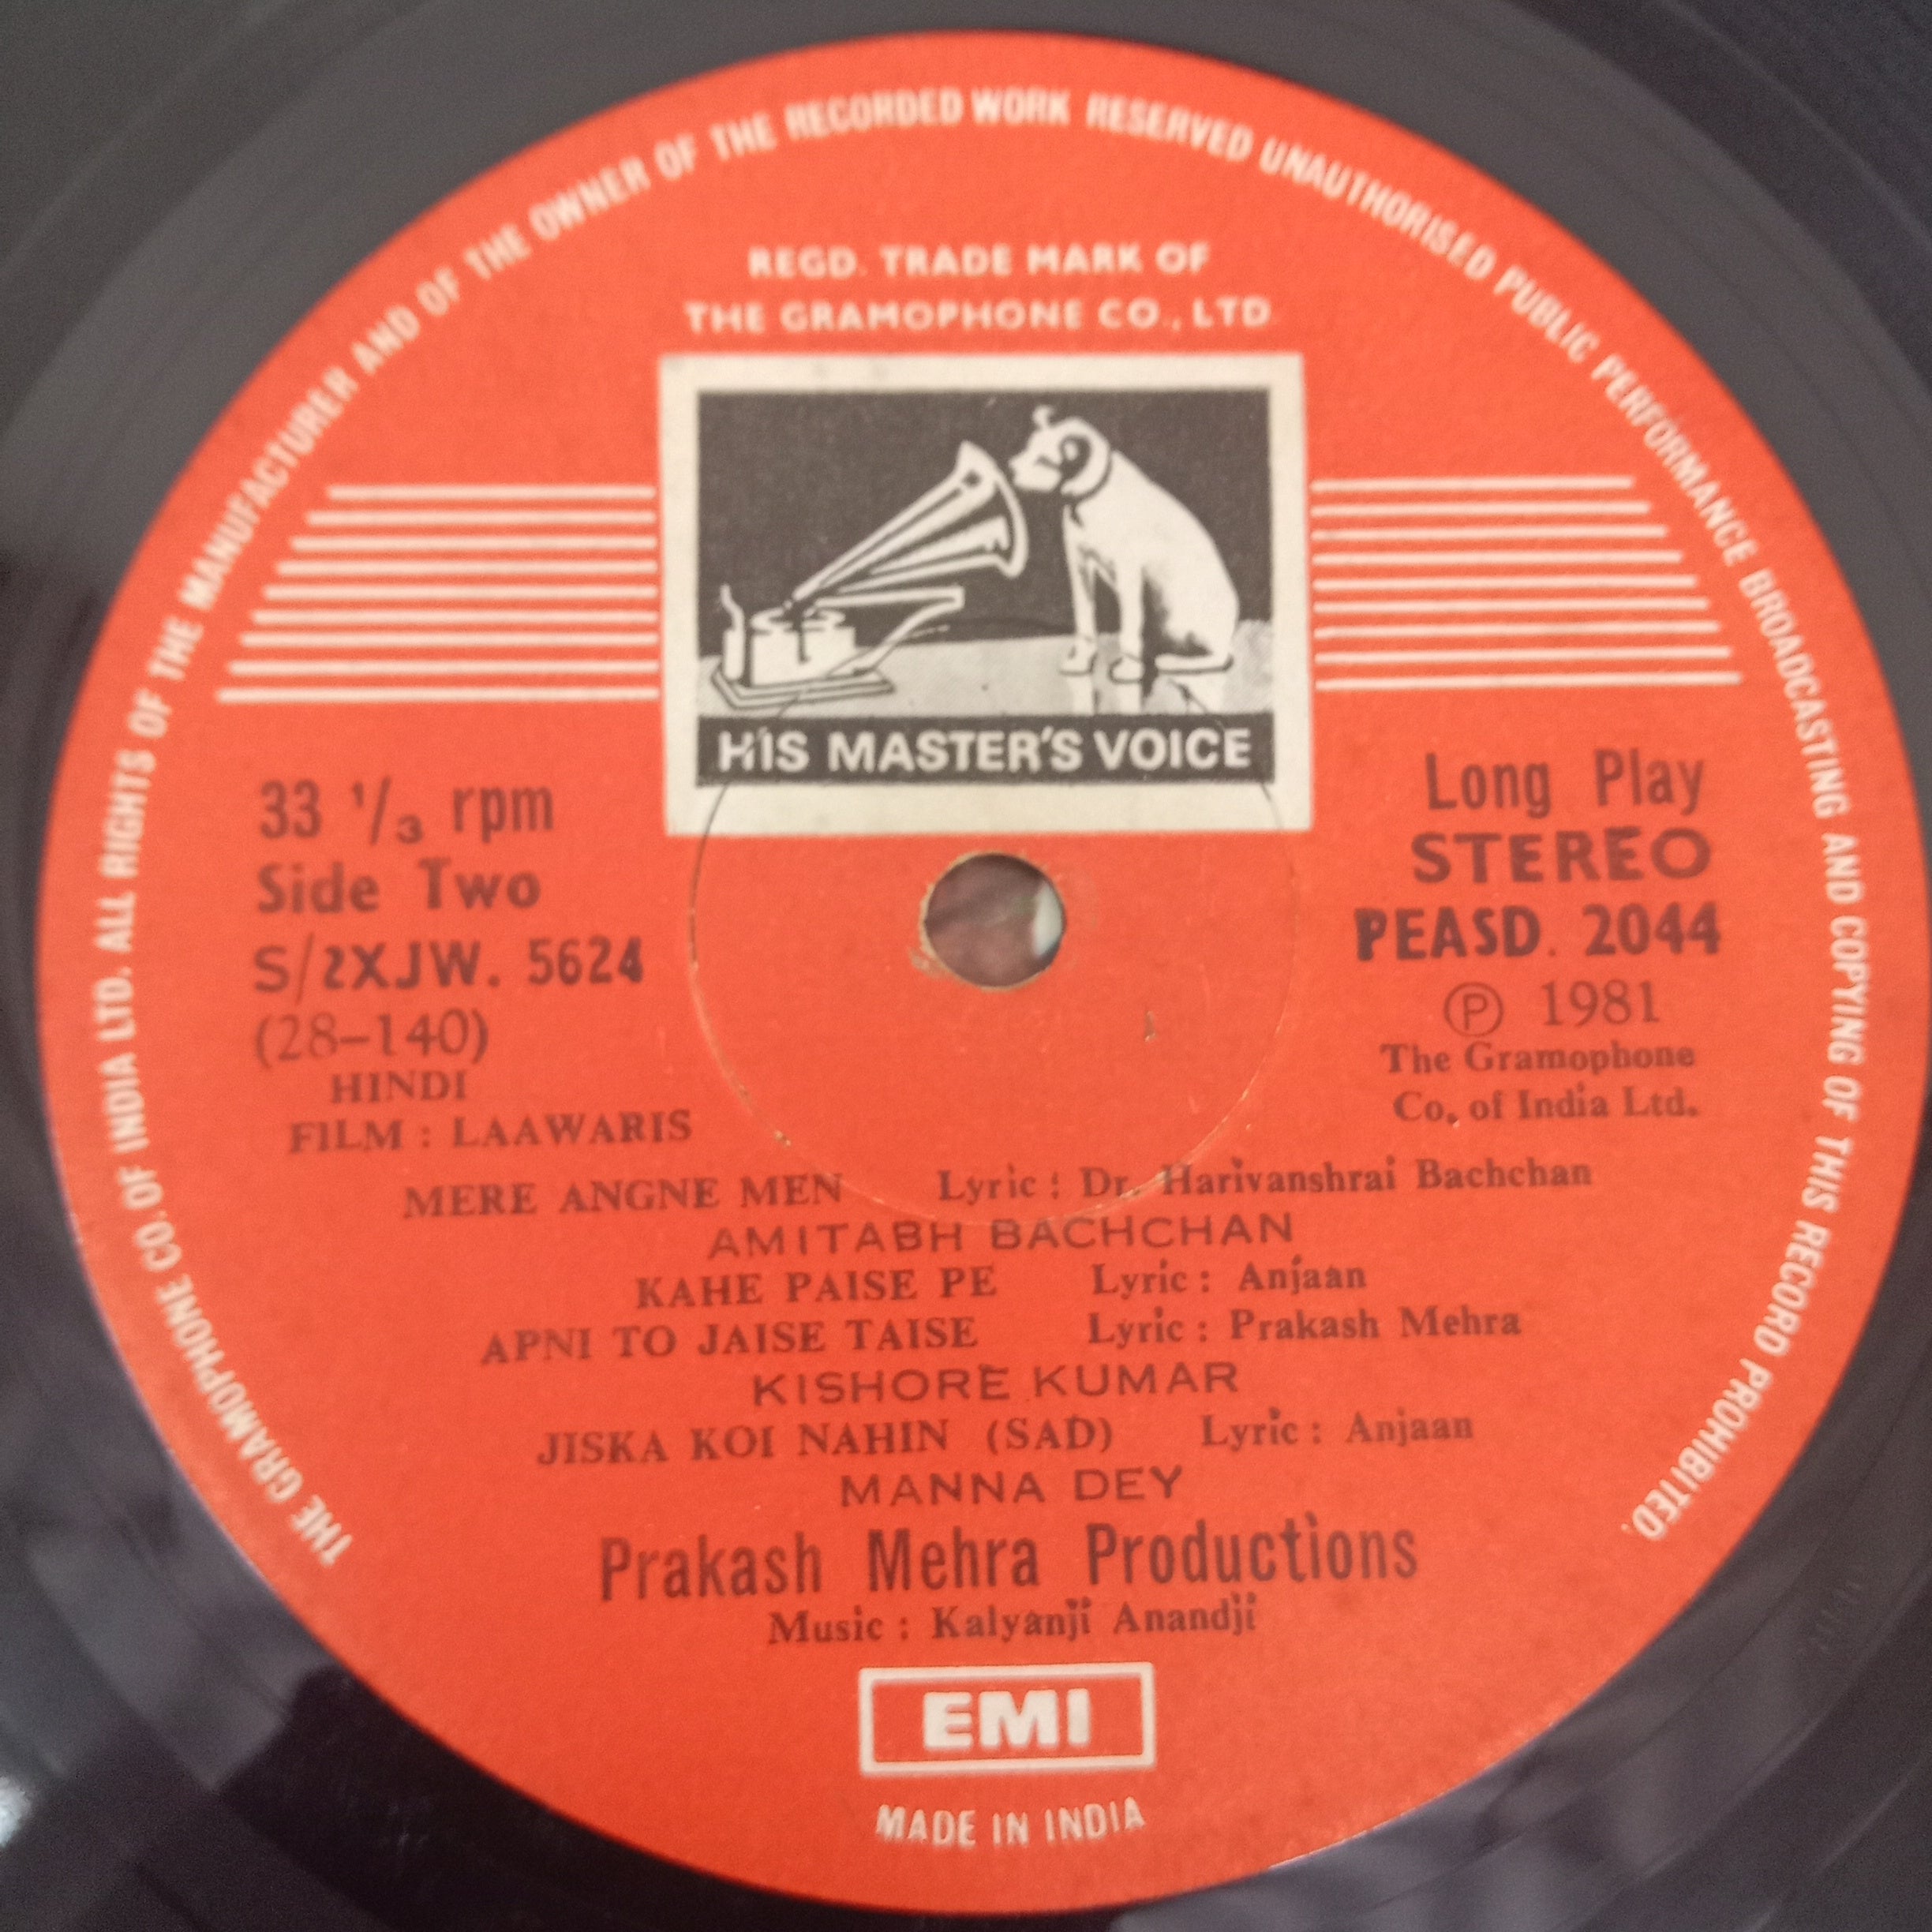 THE GRAMOPHONE CO. OF INDIA LTD. ALL RIGHTS OF THE MANUFACTURER AND OF THE OWNER OF THE RECORDED WORK RESERVED UNAUTHORISED PUBLIC PERFORMANCE BROADCASTING AND COPYING OF THIS RECORD PROHIBITED.
REGD. TRADE MARK OF
THE GRAMOPHONE CO., LTD.
HIS MASTER'S VOICE
33 1/3 rpm
Side Two
S/2XJW. 5624
(28-140)
HINDI
FILM : LAAWARIS
Long Play
STEREO
PEASD. 2044
℗ 1981
The Gramophone
Co. of India Ltd.
MERE ANGNE MEN Lyric : Dr. Harivanshrai Bachchan
AMITABH BACHCHAN
KAHE PAISE PE Lyric : Anjaan
APNI TO JAISE TAISE Lyric : Prakash Mehra
KISHORE KUMAR
JISKA KOI NAHIN (SAD) Lyric : Anjaan
MANNA DEY
Prakash Mehra Productions
Music : Kalyanji Anandji
EMI
MADE IN INDIA